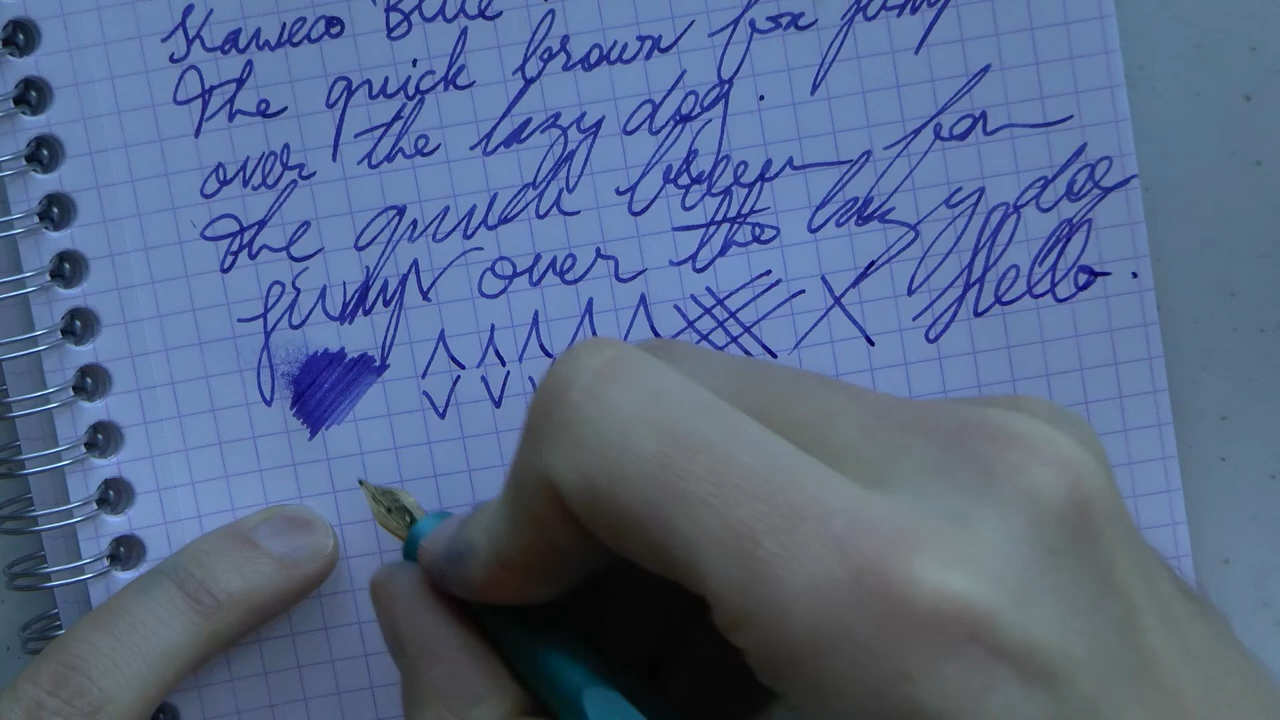 Kaweco Blue
The quick brown fox jump
over the lazy dog.
The quick brown fox
jumps over the lazy dog
Hello.